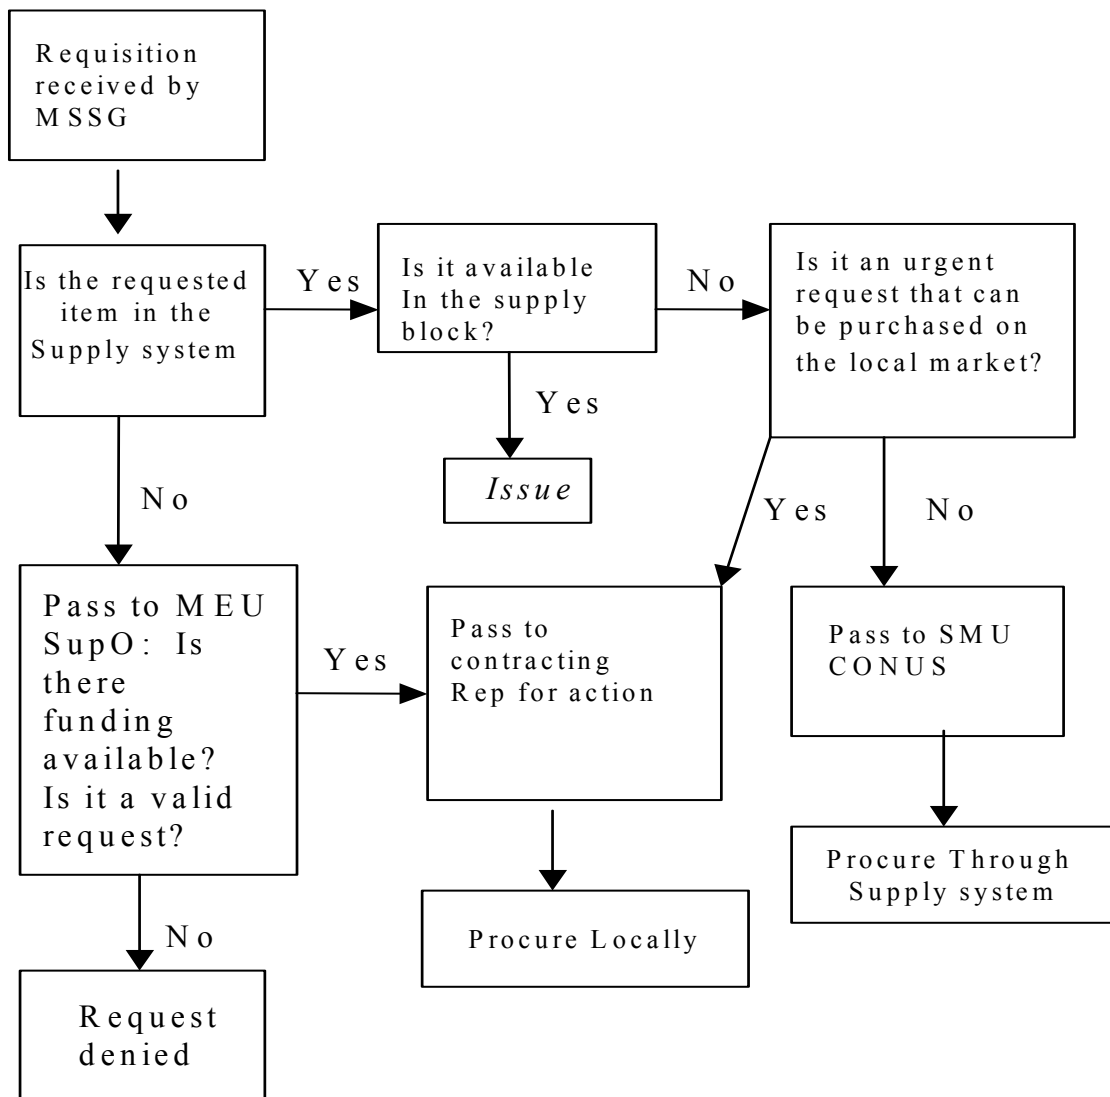 Requisition
received by
MSSG
Is the requested
item in the
Supply system
Yes
Is it available
In the supply
block?
No
Is it an urgent
request that can
be purchased on
the local market?
Yes
Issue
No
Yes
No
Pass to MEU
SupO: Is
there
funding
available?
Is it a valid
request?
Yes
Pass to
contracting
Rep for action
Pass to SMU
CONUS
No
Procure Locally
Procure Through
Supply system
Request
denied